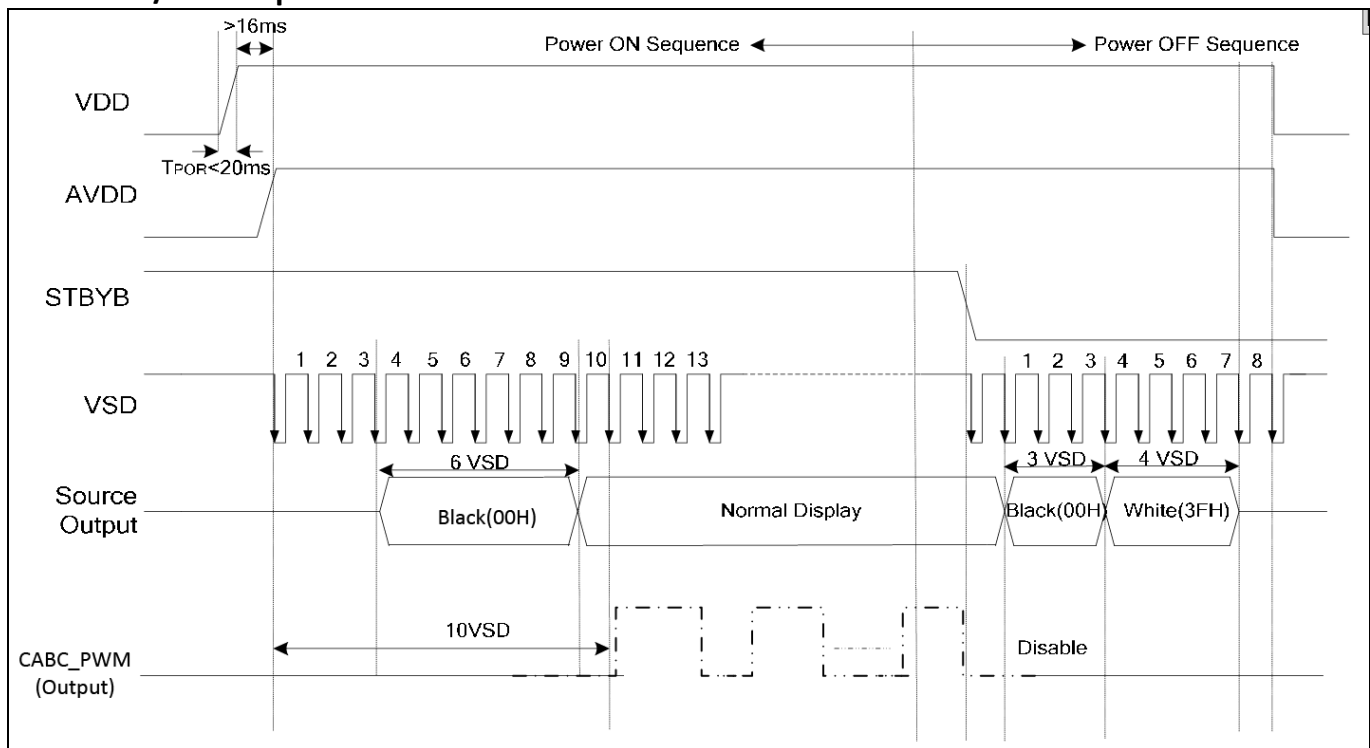 >16ms
Power ON Sequence
Power OFF Sequence
VDD
TPOR<20ms
AVDD
STBYB
1 2 3 4 5 6 7 8 9 10 11 12 13
1 2 3 4 5 6 7 8
VSD
6 VSD
3 VSD
4 VSD
Source
Output
Black(00H)
Normal Display
Black(00H)
White(3FH)
10VSD
Disable
CABC_PWM
(Output)